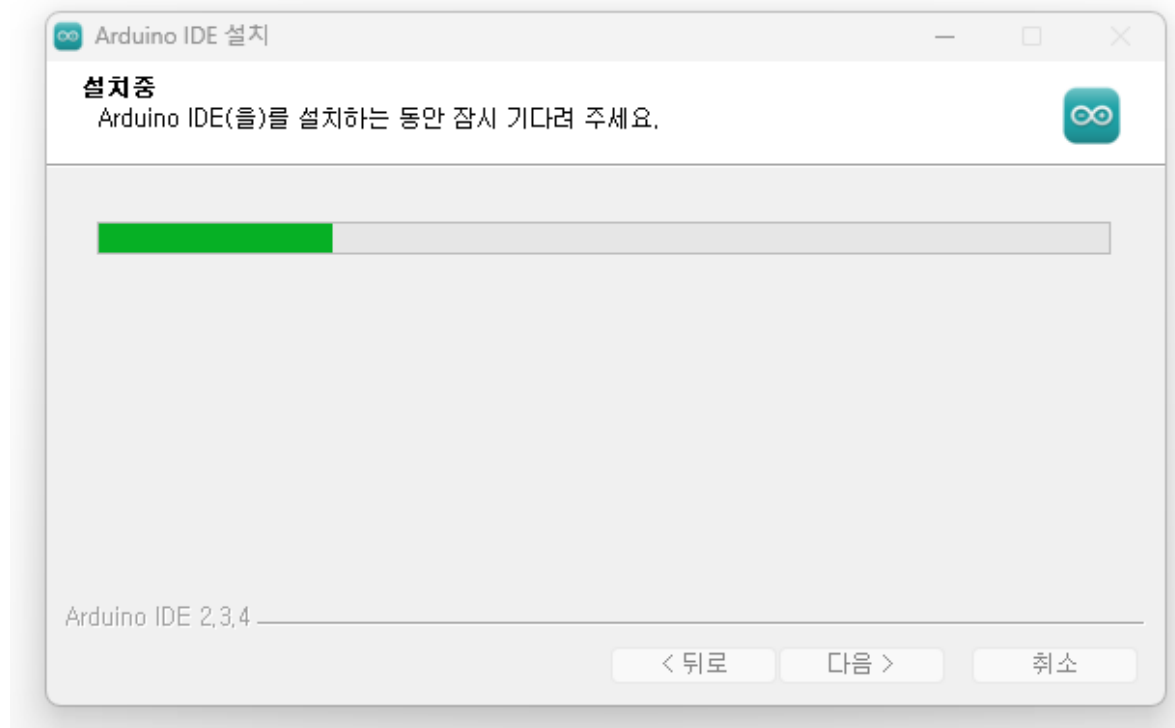 Arduino IDE 설치
설치중
Arduino IDE(을)를 설치하는 동안 잠시 기다려 주세요.
Arduino IDE 2.3.4
< 뒤로
다음 >
취소